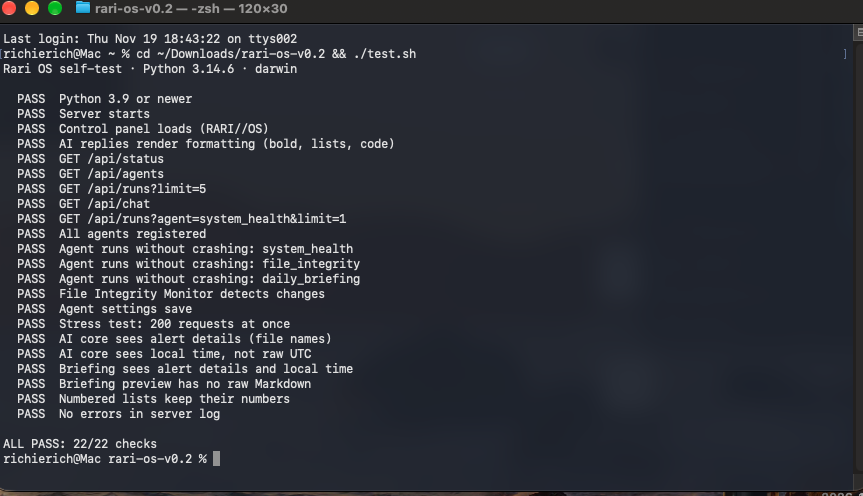 rari-os-v0.2 — -zsh — 120×30
Last login: Thu Nov 19 18:43:22 on ttys002
[richierich@Mac ~ % cd ~/Downloads/rari-os-v0.2 && ./test.sh ]
Rari OS self-test · Python 3.14.6 · darwin
PASS  Python 3.9 or newer
PASS  Server starts
PASS  Control panel loads (RARI//OS)
PASS  AI replies render formatting (bold, lists, code)
PASS  GET /api/status
PASS  GET /api/agents
PASS  GET /api/runs?limit=5
PASS  GET /api/chat
PASS  GET /api/runs?agent=system_health&limit=1
PASS  All agents registered
PASS  Agent runs without crashing: system_health
PASS  Agent runs without crashing: file_integrity
PASS  Agent runs without crashing: daily_briefing
PASS  File Integrity Monitor detects changes
PASS  Agent settings save
PASS  Stress test: 200 requests at once
PASS  AI core sees alert details (file names)
PASS  AI core sees local time, not raw UTC
PASS  Briefing sees alert details and local time
PASS  Briefing preview has no raw Markdown
PASS  Numbered lists keep their numbers
PASS  No errors in server log
ALL PASS: 22/22 checks
richierich@Mac rari-os-v0.2 %